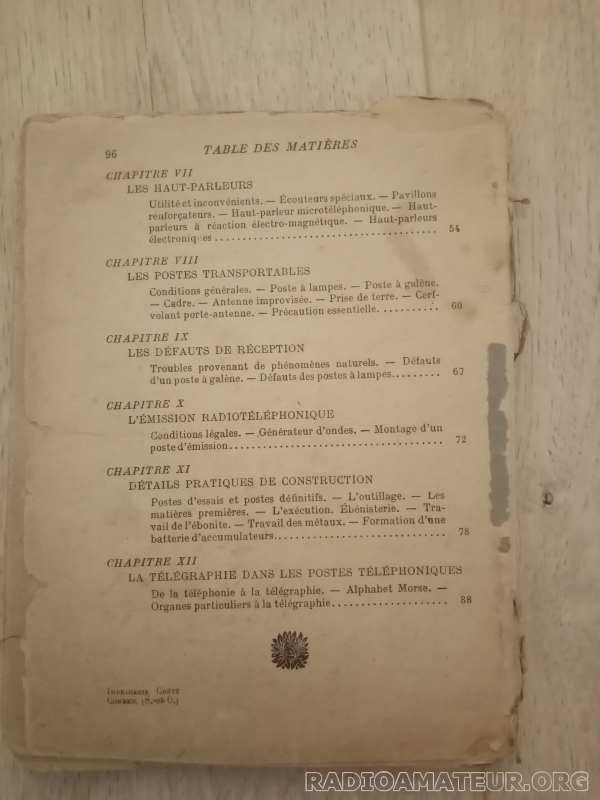 96 TABLE DES MATIÈRES
CHAPITRE VII
LES HAUT-PARLEURS
Utilité et inconvénients. — Écouteurs spéciaux. — Pavillons
renforçateurs. — Haut-parleur microtéléphonique. — Haut-
parleurs à réaction électro-magnétique. — Haut-parleurs
électroniques........................................ 54
CHAPITRE VIII
LES POSTES TRANSPORTABLES
Conditions générales. — Poste à lampes. — Poste à galène.
— Cadre. — Antenne improvisée. — Prise de terre. — Cerf-
volant porte-antenne. — Précaution essentielle........... 60
CHAPITRE IX
LES DÉFAUTS DE RÉCEPTION
Troubles provenant de phénomènes naturels. — Défauts
d'un poste à galène. — Défauts des postes à lampes......... 67
CHAPITRE X
L'ÉMISSION RADIOTÉLÉPHONIQUE
Conditions légales. — Générateur d'ondes. — Montage d'un
poste d'émission....................................... 72
CHAPITRE XI
DÉTAILS PRATIQUES DE CONSTRUCTION
Postes d'essais et postes définitifs. — L'outillage. — Les
matières premières. — L'exécution. Ébénisterie. — Tra-
vail de l'ébonite. — Travail des métaux. — Formation d'une
batterie d'accumulateurs............................... 78
CHAPITRE XII
LA TÉLÉGRAPHIE DANS LES POSTES TÉLÉPHONIQUES
De la téléphonie à la télégraphie. — Alphabet Morse. —
Organes particuliers à la télégraphie..................... 88
IMPRIMERIE CRÉTÉ
CORBEIL (S.-et-O.)
RADIOAMATEUR.ORG